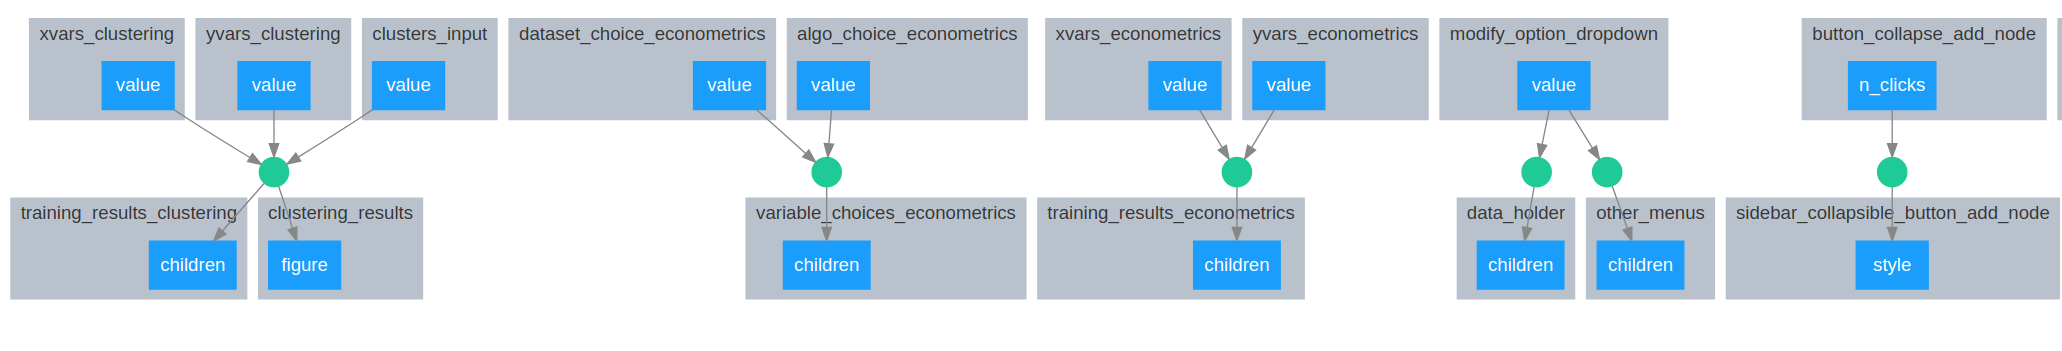 xvars_clustering
yvars_clustering
clusters_input
dataset_choice_econometrics
algo_choice_econometrics
xvars_econometrics
yvars_econometrics
modify_option_dropdown
button_collapse_add_node
value
value
value
value
value
value
value
value
n_clicks
training_results_clustering
clustering_results
variable_choices_econometrics
training_results_econometrics
data_holder
other_menus
sidebar_collapsible_button_add_node
children
figure
children
children
children
children
style